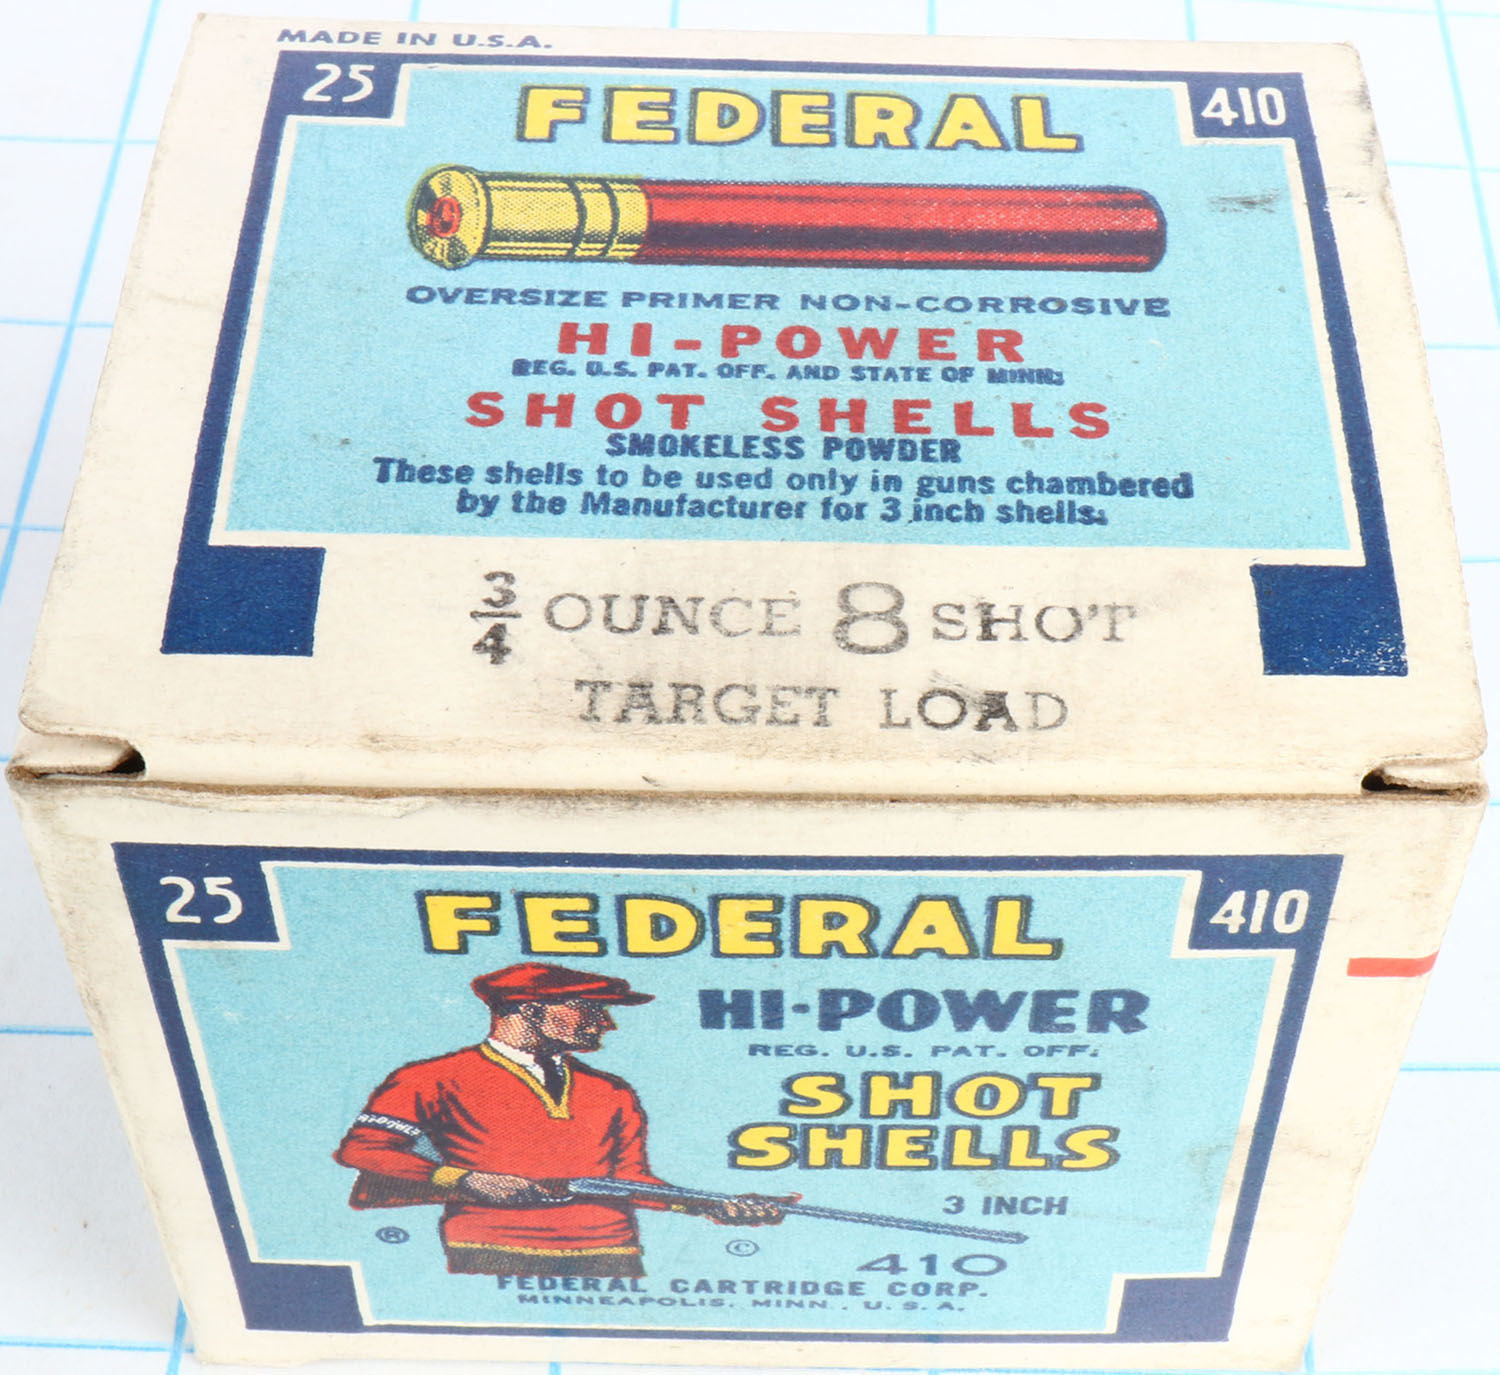 MADE IN U.S.A.
25
410
FEDERAL
OVERSIZE PRIMER NON-CORROSIVE
HI-POWER
REG. U.S. PAT. OFF. AND STATE OF MINN.
SHOT SHELLS
SMOKELESS POWDER
These shells to be used only in guns chambered
by the Manufacturer for 3 inch shells.
3/4 OUNCE 8 SHOT
TARGET LOAD
25
410
FEDERAL
HI-POWER
REG. U.S. PAT. OFF.
SHOT
SHELLS
3 INCH
® ©
410
FEDERAL CARTRIDGE CORP.
MINNEAPOLIS, MINN., U.S.A.